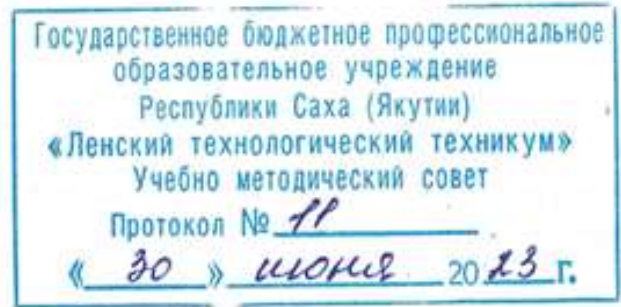 Государственное бюджетное профессиональное
образовательное учреждение
Республики Саха (Якутии)
«Ленский технологический техникум»
Учебно методический совет
Протокол № 11
« 30 » июня 2023 г.